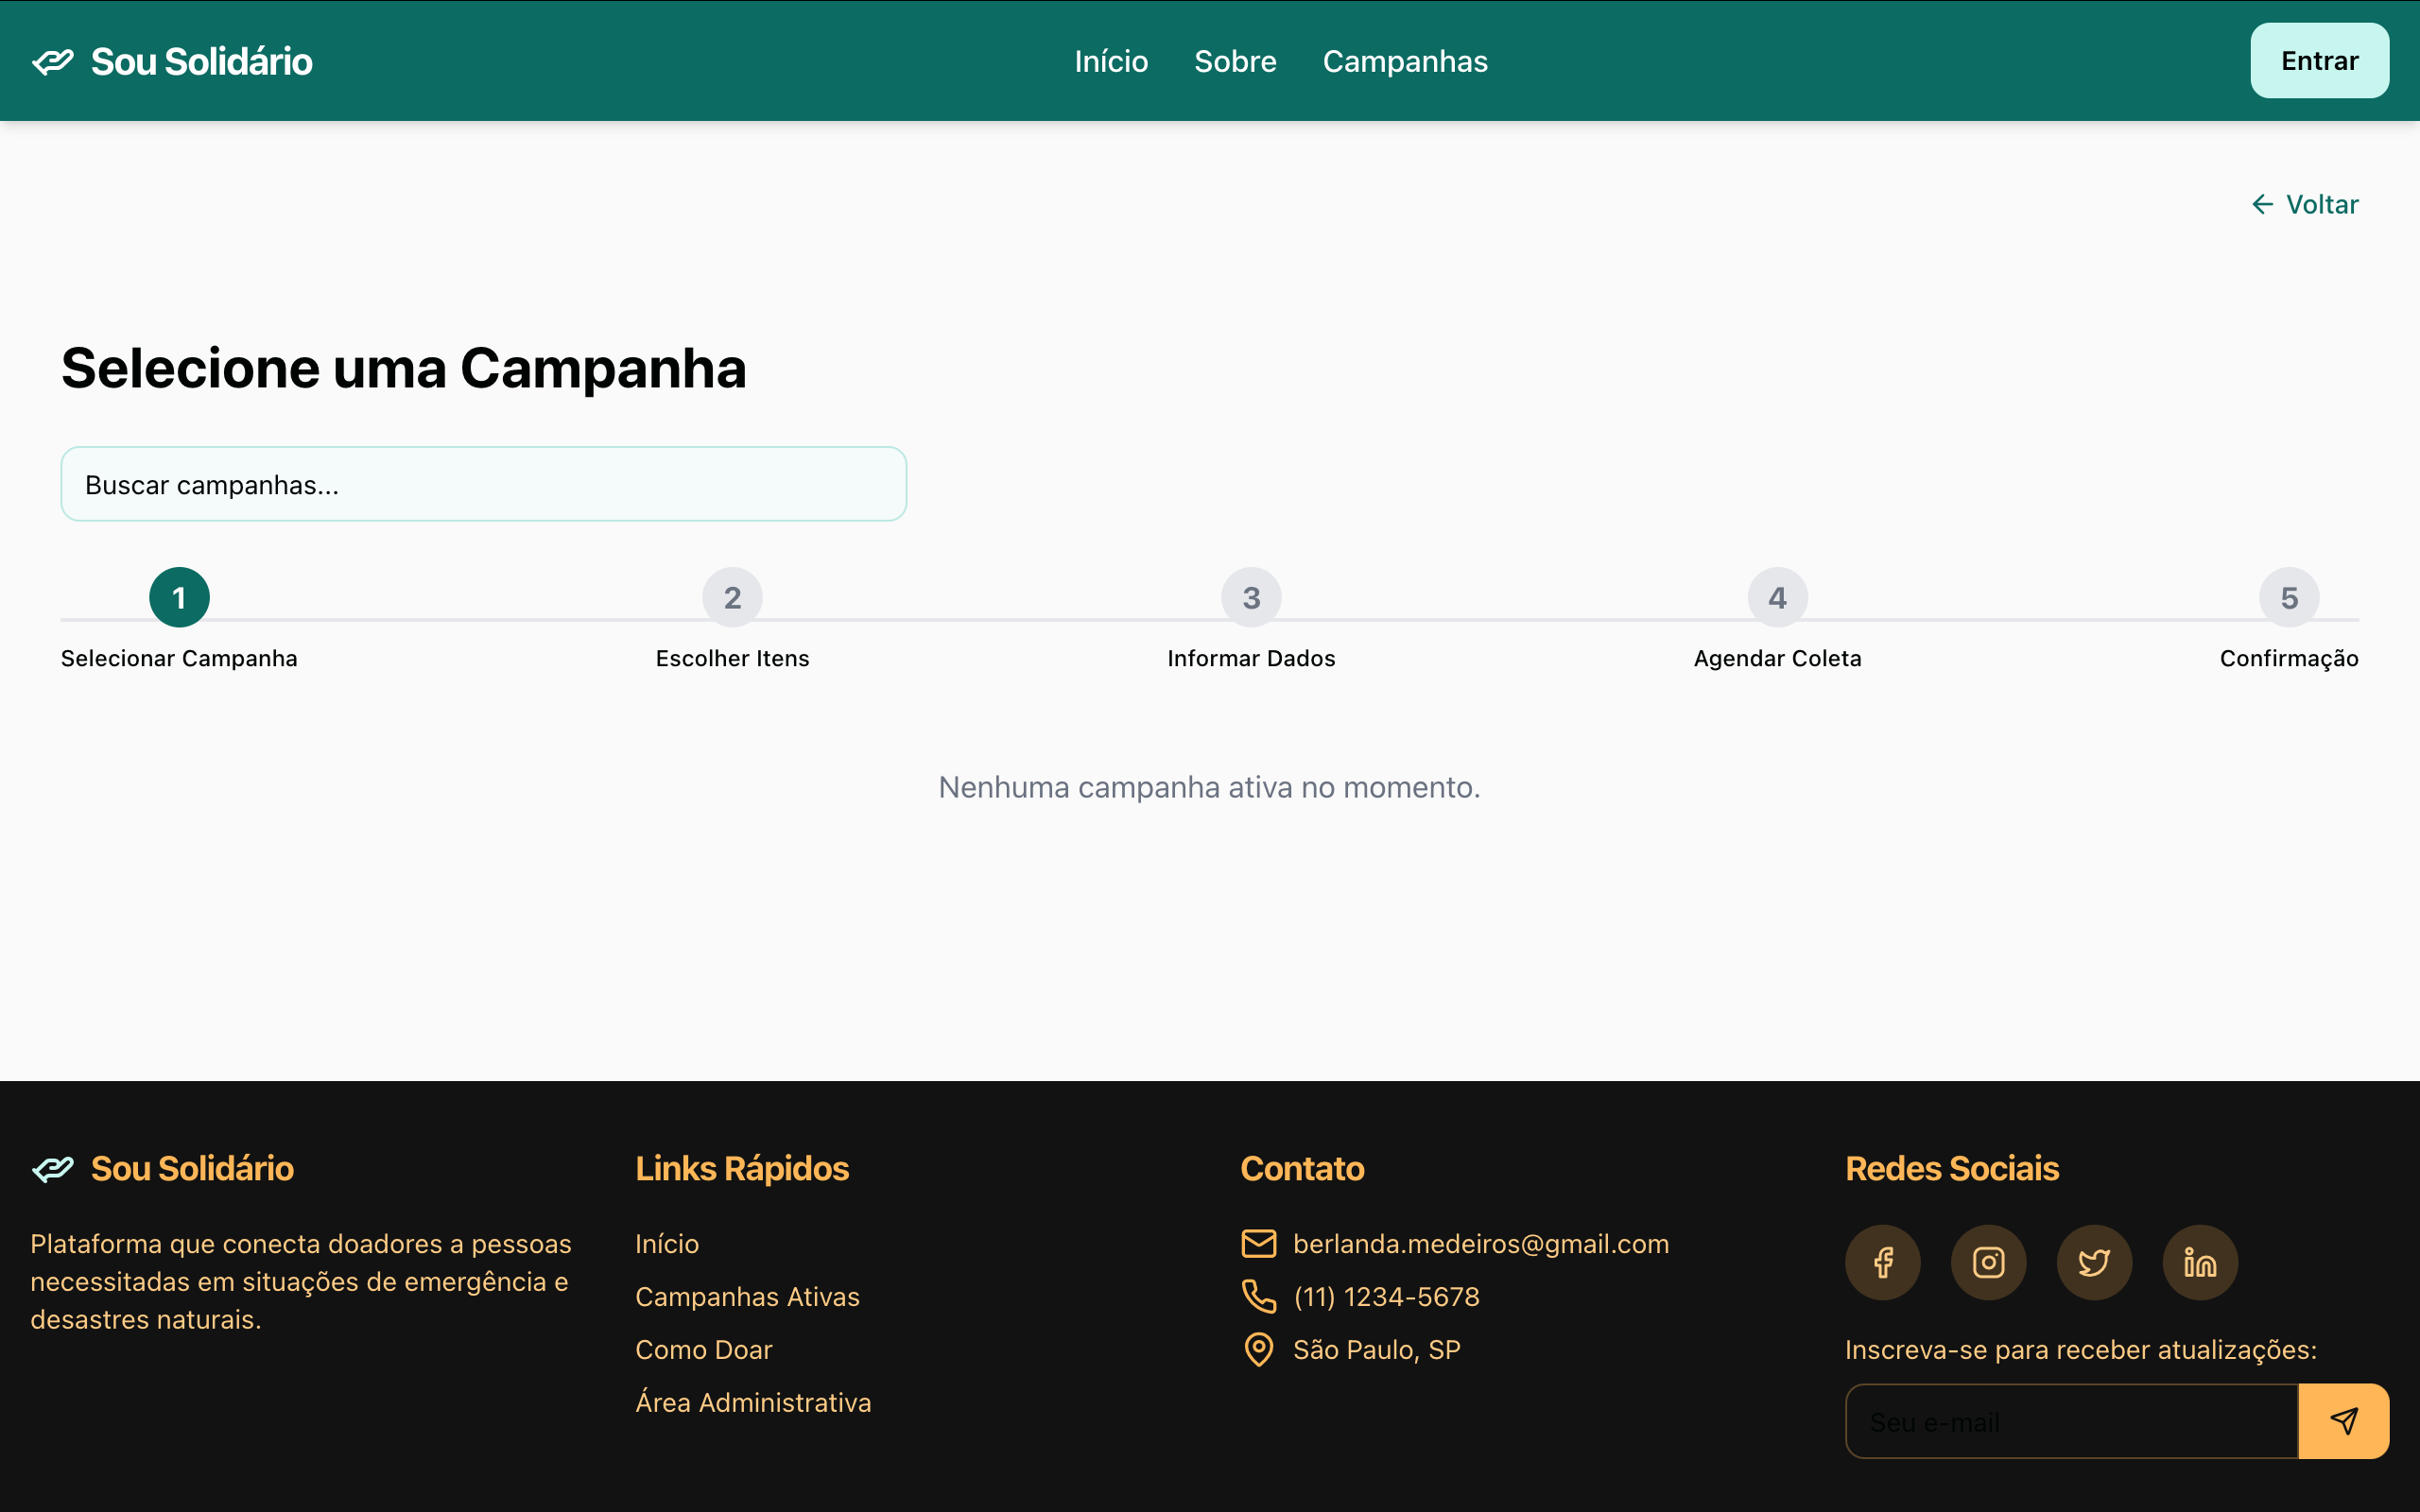 Sou Solidário
Início
Sobre
Campanhas
Entrar
Voltar
Selecione uma Campanha
Buscar campanhas...
1
2
3
4
5
Selecionar Campanha
Escolher Itens
Informar Dados
Agendar Coleta
Confirmação
Nenhuma campanha ativa no momento.
Sou Solidário
Plataforma que conecta doadores a pessoas
necessitadas em situações de emergência e
desastres naturais.
Links Rápidos
Início
Campanhas Ativas
Como Doar
Área Administrativa
Contato
berlanda.medeiros@gmail.com
(11) 1234-5678
São Paulo, SP
Redes Sociais
Inscreva-se para receber atualizações:
Seu e-mail